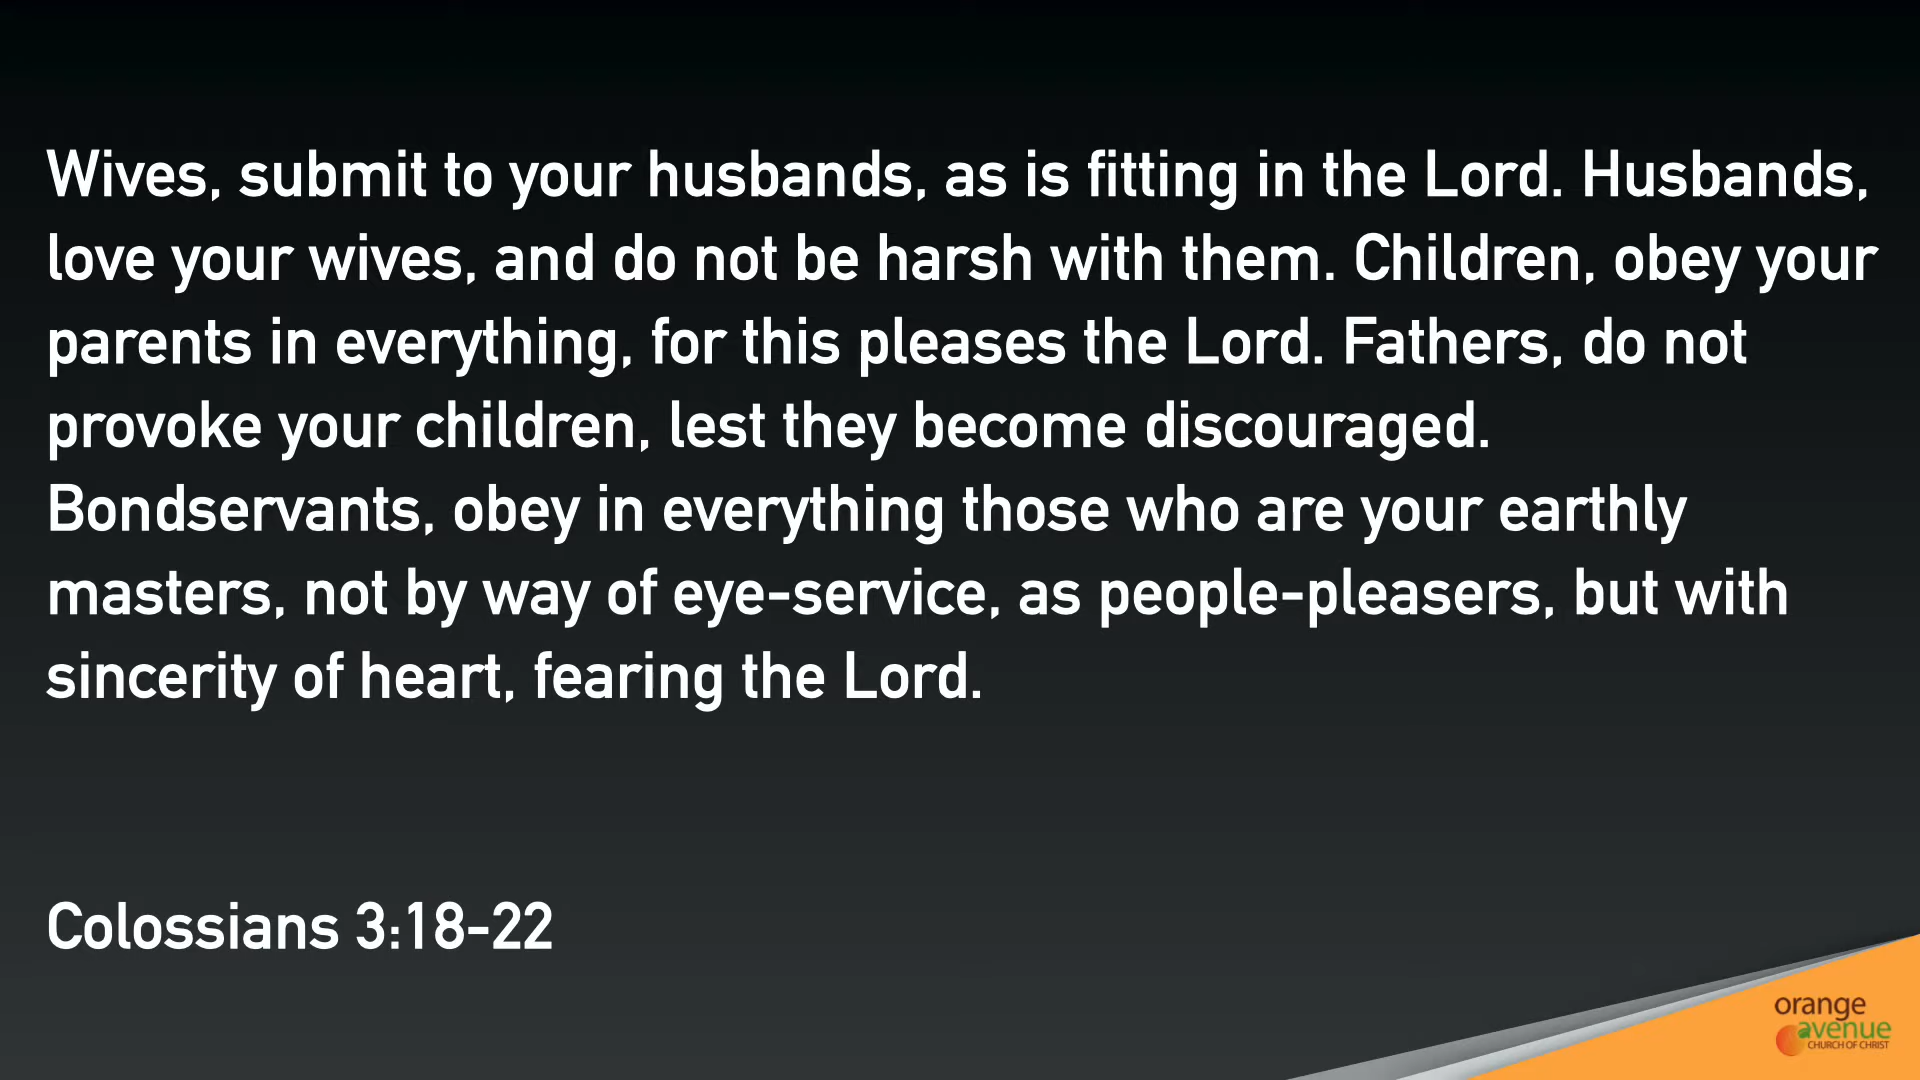 Wives, submit to your husbands, as is fitting in the Lord. Husbands,
love your wives, and do not be harsh with them. Children, obey your
parents in everything, for this pleases the Lord. Fathers, do not
provoke your children, lest they become discouraged.
Bondservants, obey in everything those who are your earthly
masters, not by way of eye-service, as people-pleasers, but with
sincerity of heart, fearing the Lord.
Colossians 3:18-22
orange
avenue
CHURCH OF CHRIST